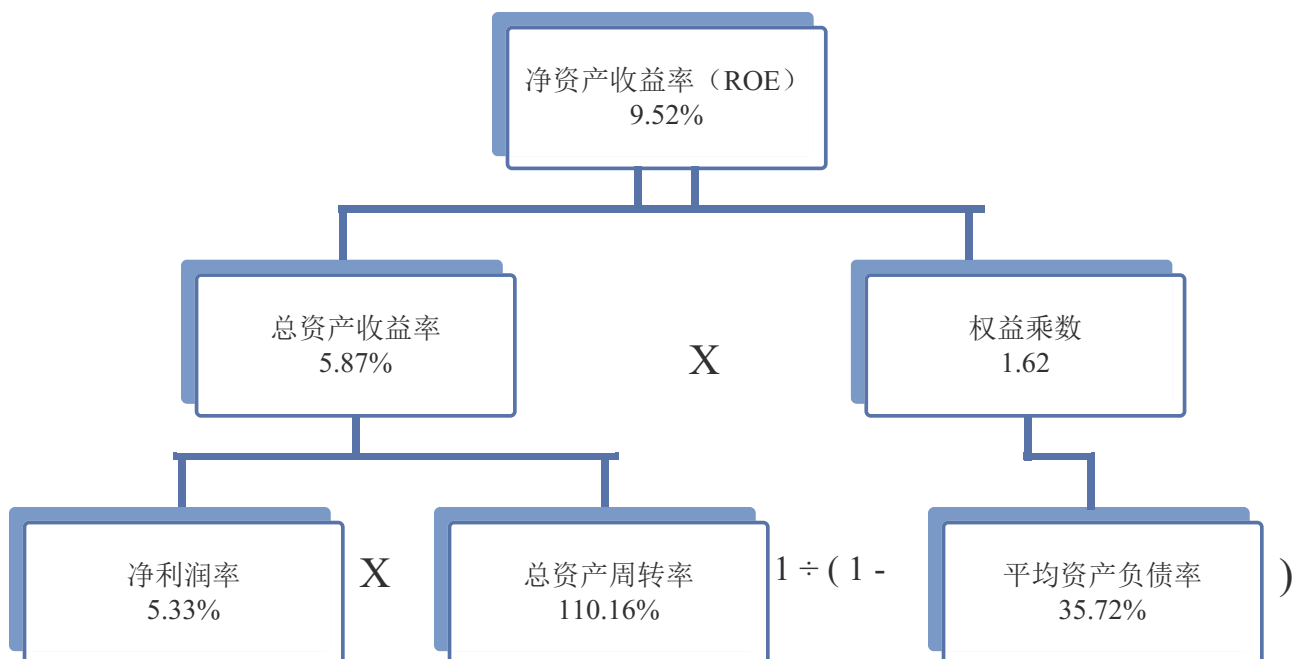 净资产收益率（ROE）
9.52%
总资产收益率
5.87%
X
权益乘数
1.62
净利润率
5.33%
X
总资产周转率
110.16%
1 ÷ ( 1 -
平均资产负债率
35.72%
)